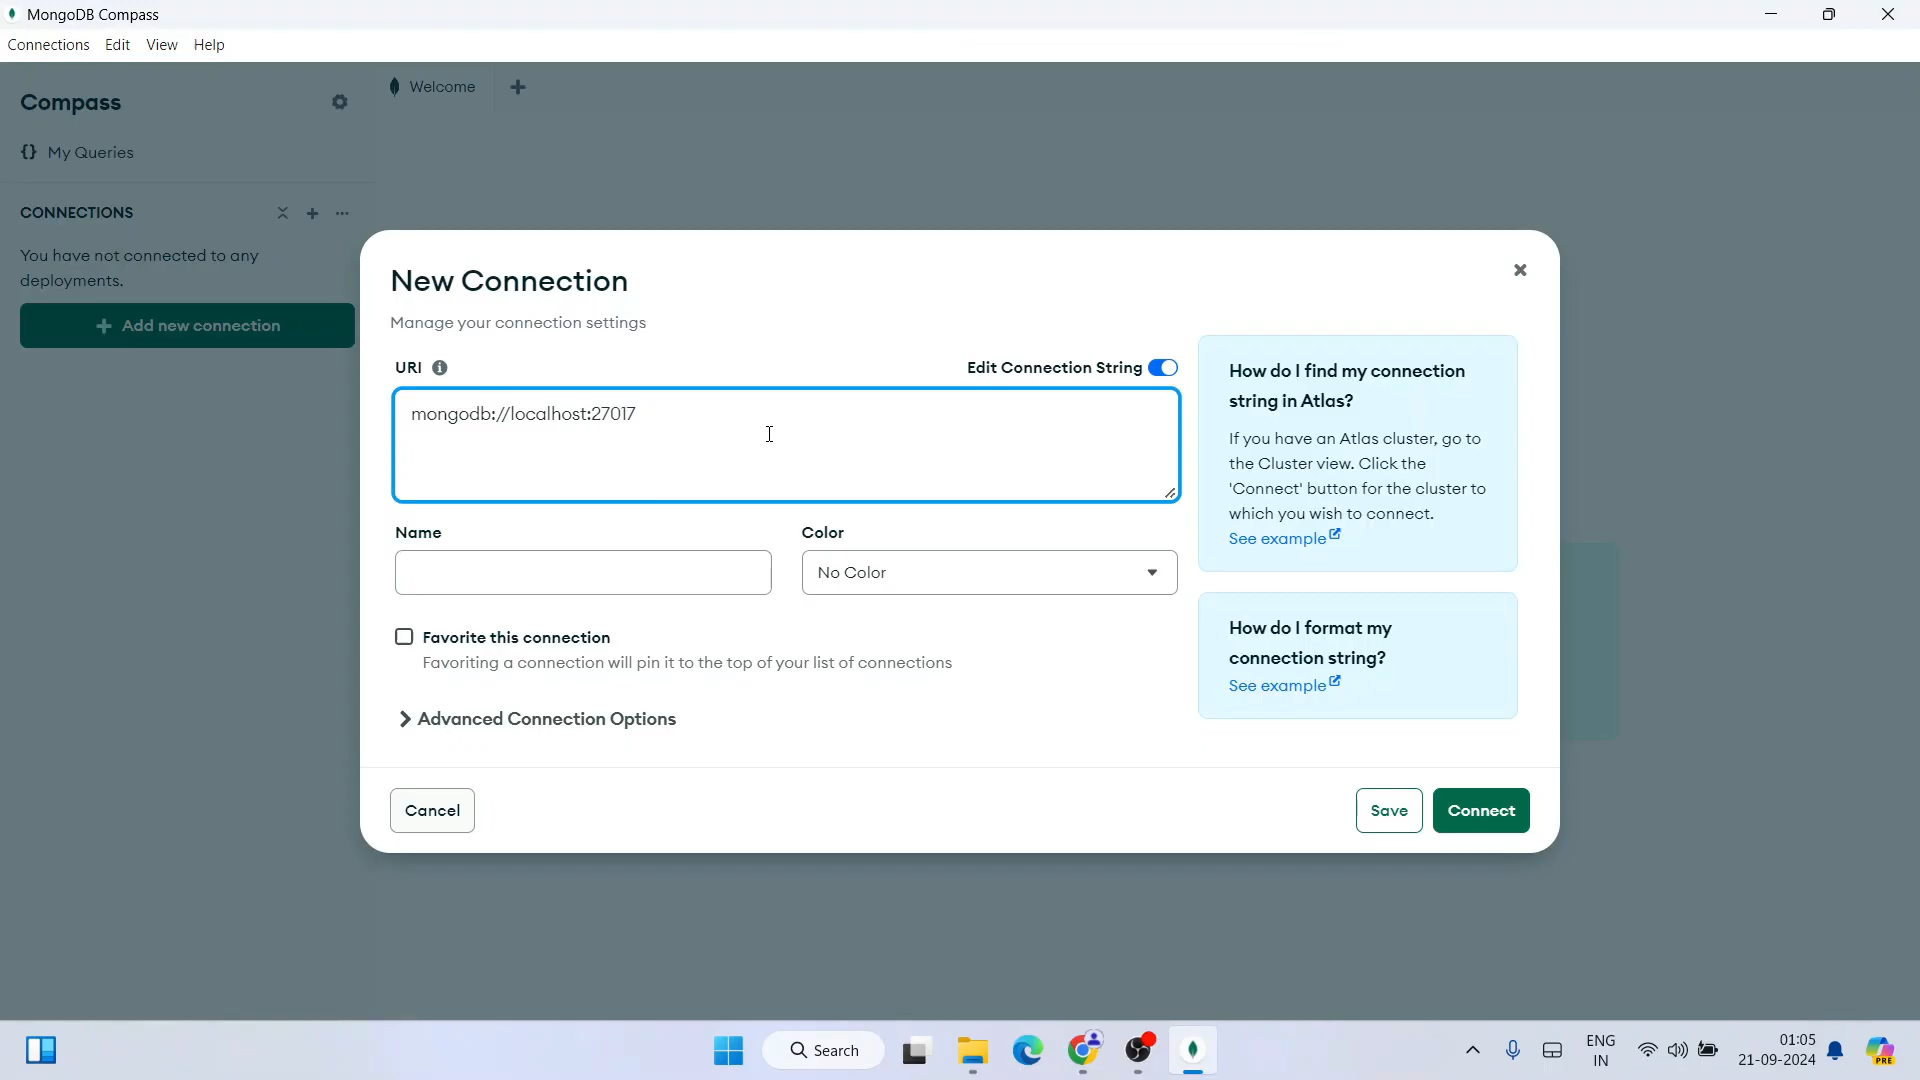 MongoDB Compass
Connections Edit View Help
Compass
Welcome
{} My Queries
CONNECTIONS
You have not connected to any
deployments.
+ Add new connection
New Connection
Manage your connection settings
URI
Edit Connection String
mongodb://localhost:27017
Name
Color
No Color
Favorite this connection
Favoriting a connection will pin it to the top of your list of connections
Advanced Connection Options
How do I find my connection
string in Atlas?
If you have an Atlas cluster, go to
the Cluster view. Click the
'Connect' button for the cluster to
which you wish to connect.
See example
How do I format my
connection string?
See example
Cancel
Save
Connect
Search
ENG
IN
01:05
21-09-2024
PRE